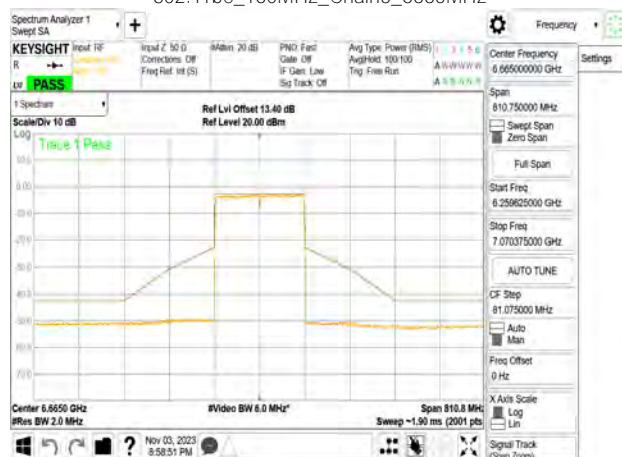 Spectrum Analyzer 1
Swept SA
Frequency
Settings
KEYSIGHT
Input: RF
Input Z: 50 Ω
Corrections: Off
Freq Ref: Int (S)
#Atten: 20 dB
PNO: Fast
Gate: Off
IF Gain: Low
Sig Track: Off
Avg Type: Power (RMS)
Avg|Hold: 100/100
Trig: Free Run
PASS
1 Spectrum
Scale/Div 10 dB
Ref Lvl Offset 13.40 dB
Ref Level 20.00 dBm
Log
Trace 1 Pass
Center 6.6650 GHz
#Res BW 2.0 MHz
#Video BW 6.0 MHz*
Span 810.8 MHz
Sweep ~1.90 ms (2001 pts)
Nov 03, 2023
8:58:51 PM
Center Frequency
6.665000000 GHz
Span
810.750000 MHz
Swept Span
Zero Span
Full Span
Start Freq
6.259625000 GHz
Stop Freq
7.070375000 GHz
AUTO TUNE
CF Step
81.075000 MHz
Auto
Man
Freq Offset
0 Hz
X Axis Scale
Log
Lin
Signal Track
(Span Zoom)